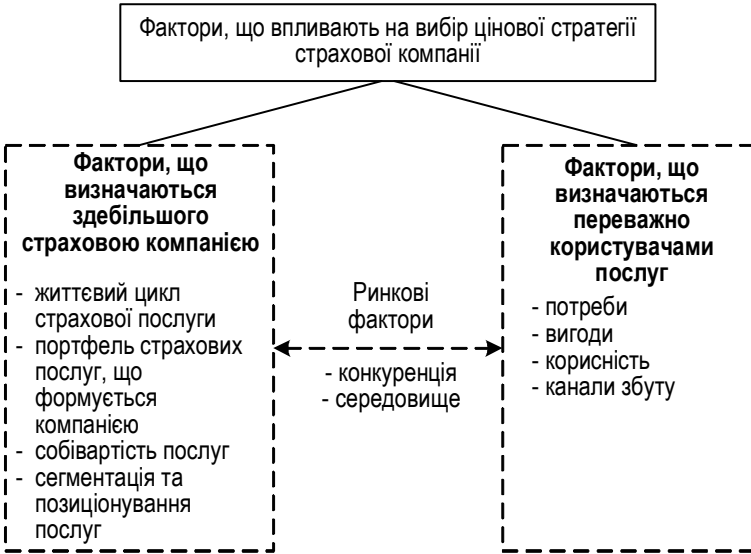 Фактори, що впливають на вибір цінової стратегії
страхової компанії
Фактори, що
визначаються
здебільшого
страховою компанією
- життєвий цикл
страхової послуги
- портфель страхових
послуг, що
формується
компанією
- собівартість послуг
- сегментація та
позиціонування
послуг
Ринкові
фактори
- конкуренція
- середовище
Фактори, що
визначаються
переважно
користувачами
послуг
- потреби
- вигоди
- корисність
- канали збуту